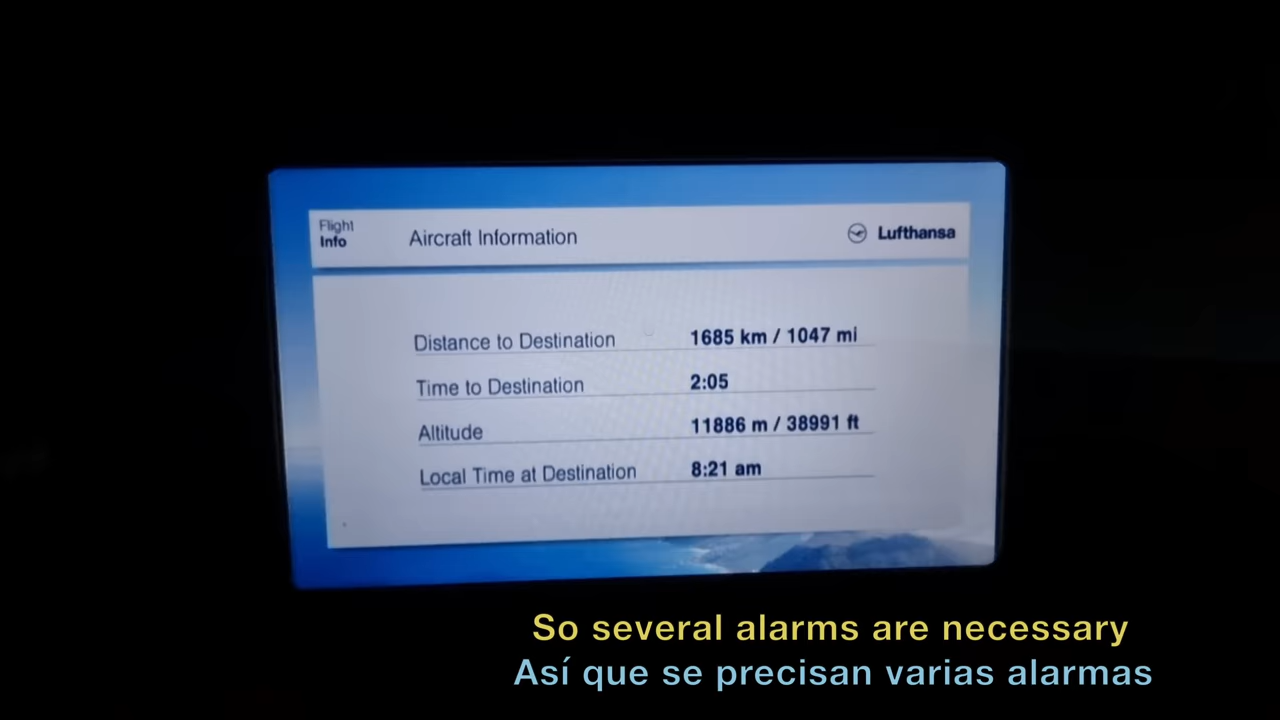 Flight
Info
Aircraft Information
Lufthansa
Distance to Destination 1685 km / 1047 mi
Time to Destination 2:05
Altitude 11886 m / 38991 ft
Local Time at Destination 8:21 am
So several alarms are necessary
Así que se precisan varias alarmas